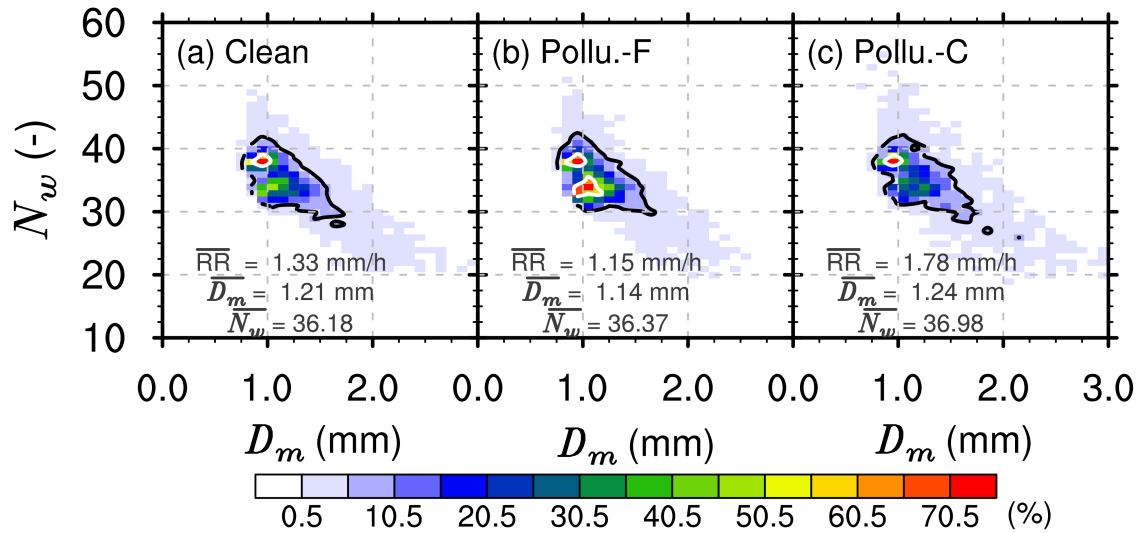 (a) Clean
(b) Pollu.-F
(c) Pollu.-C
N_w (-)
60
50
40
30
20
10
RR = 1.33 mm/h
D_m = 1.21 mm
N_w = 36.18
RR = 1.15 mm/h
D_m = 1.14 mm
N_w = 36.37
RR = 1.78 mm/h
D_m = 1.24 mm
N_w = 36.98
0.0 1.0 2.0 0.0 1.0 2.0 0.0 1.0 2.0 3.0
D_m (mm) D_m (mm) D_m (mm)
0.5 10.5 20.5 30.5 40.5 50.5 60.5 70.5 (%)